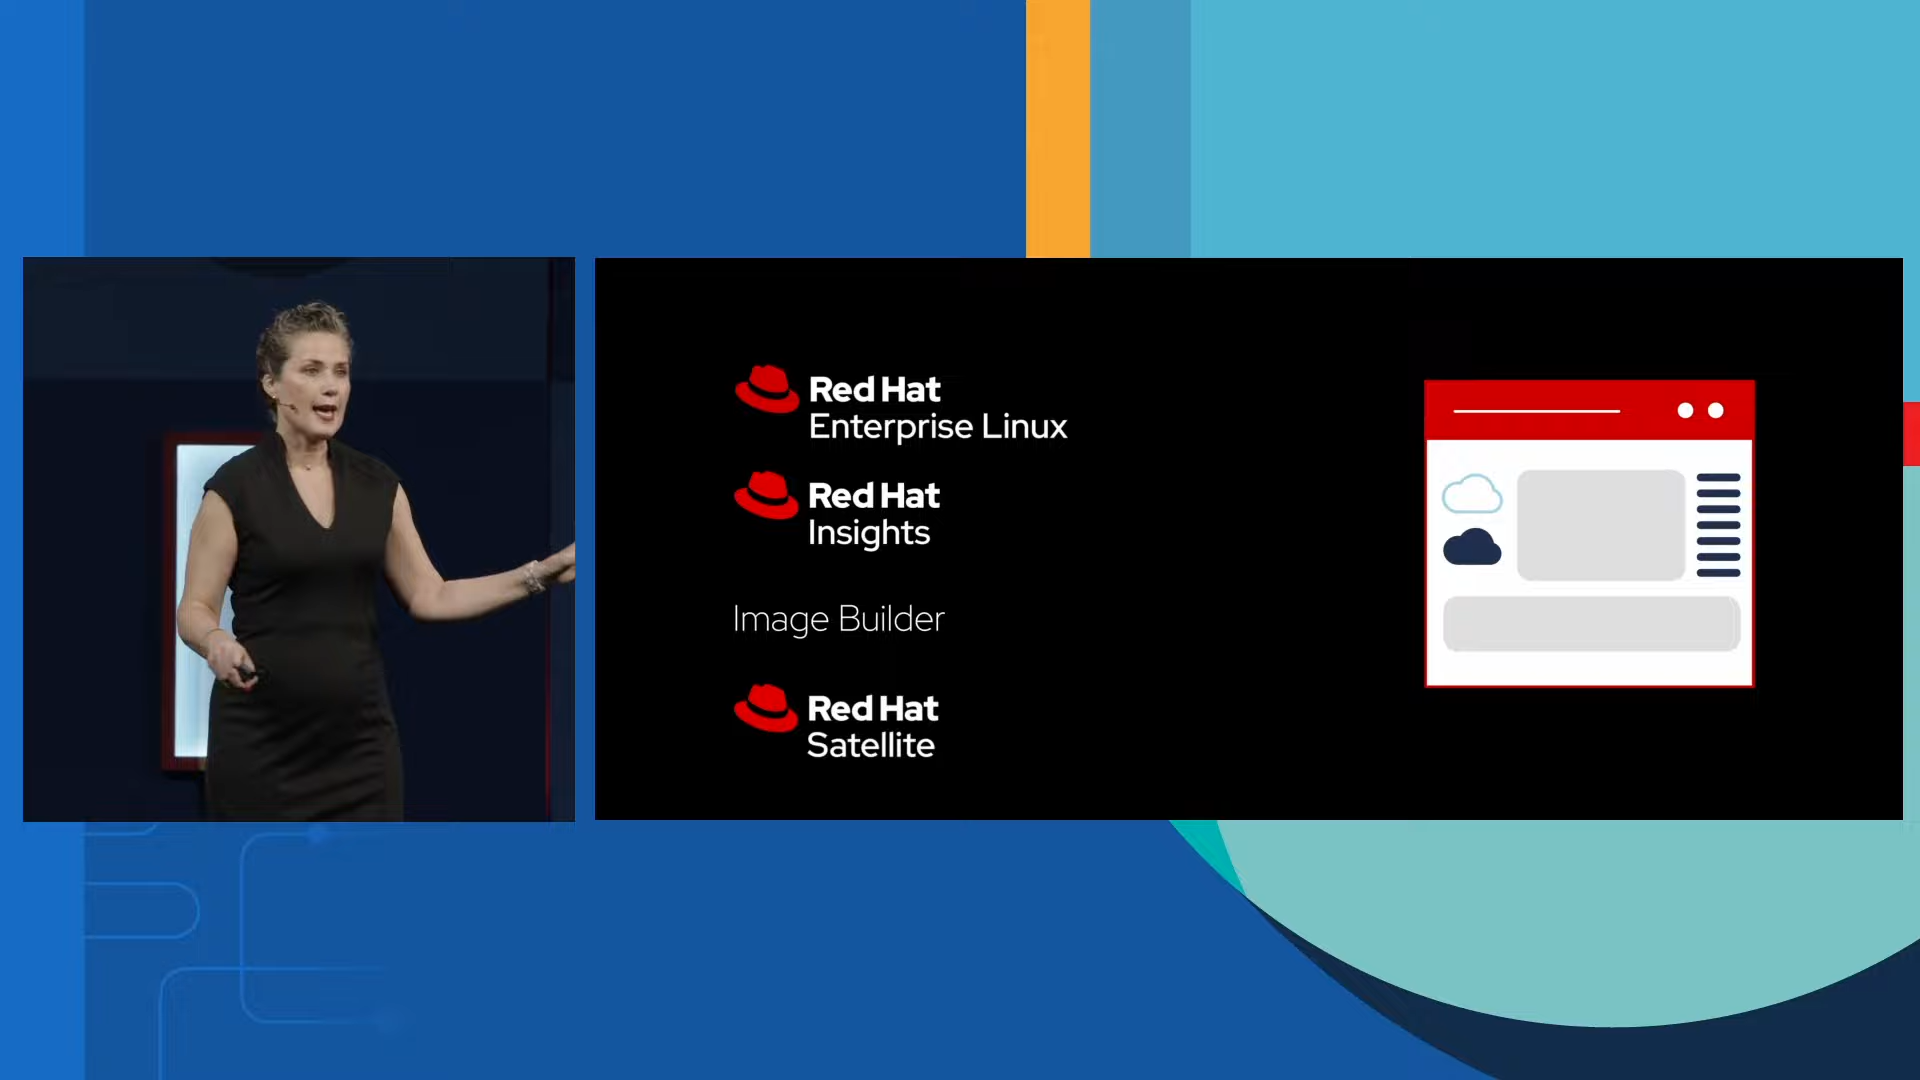 Red Hat
Enterprise Linux
Red Hat
Insights
Image Builder
Red Hat
Satellite